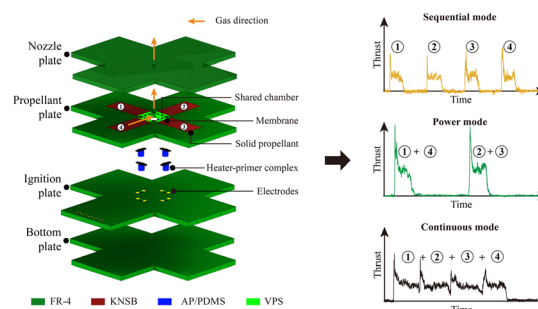 Gas direction
Nozzle
plate
Propellant
plate
Shared chamber
Membrane
Solid propellant
Heater-primer complex
Ignition
plate
Electrodes
Bottom
plate
1
2
4
3
FR-4
KNSB
AP/PDMS
VPS
Sequential mode
Thrust
1
2
3
4
Time
Power mode
Thrust
1 + 4
2 + 3
Time
Continuous mode
Thrust
1 + 2 + 3 + 4
Time